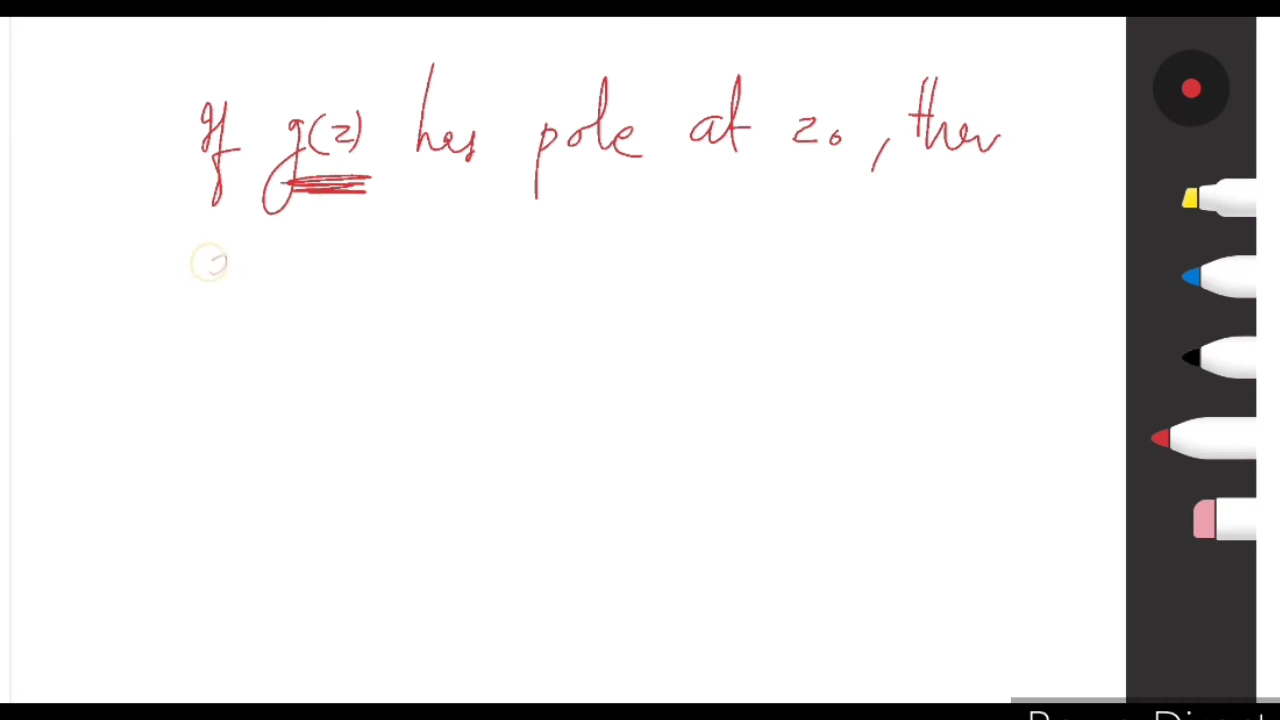 If g(z) has pole at z0, then